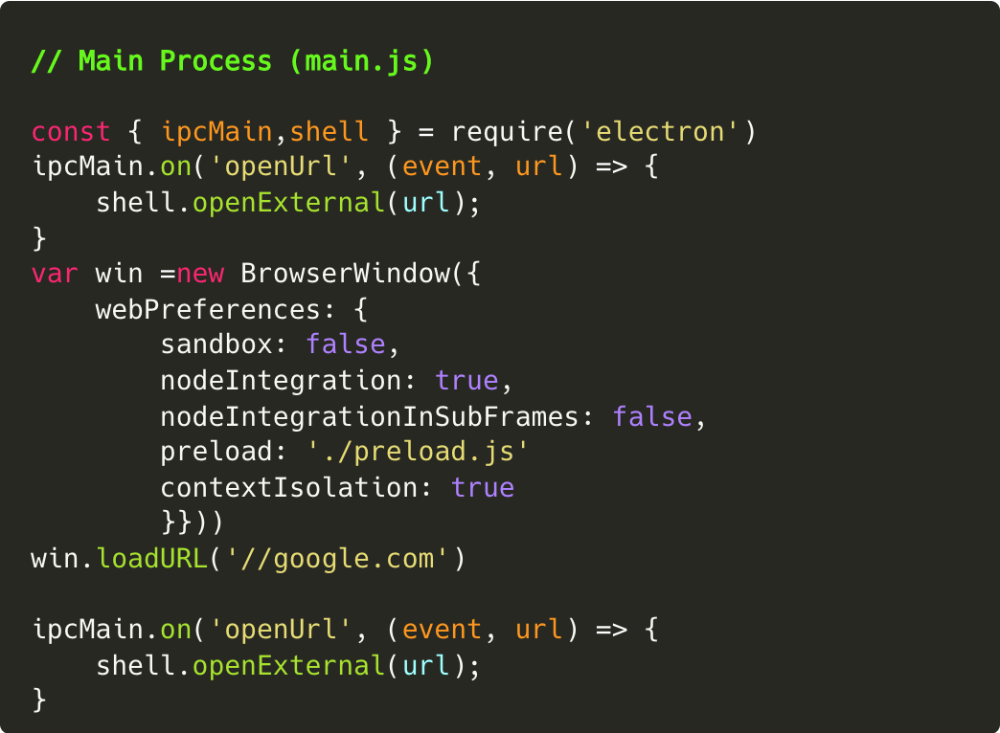 // Main Process (main.js)

const { ipcMain,shell } = require('electron')
ipcMain.on('openUrl', (event, url) => {
    shell.openExternal(url);
}
var win =new BrowserWindow({
    webPreferences: {
        sandbox: false,
        nodeIntegration: true,
        nodeIntegrationInSubFrames: false,
        preload: './preload.js'
        contextIsolation: true
        }}))
win.loadURL('//google.com')

ipcMain.on('openUrl', (event, url) => {
    shell.openExternal(url);
}